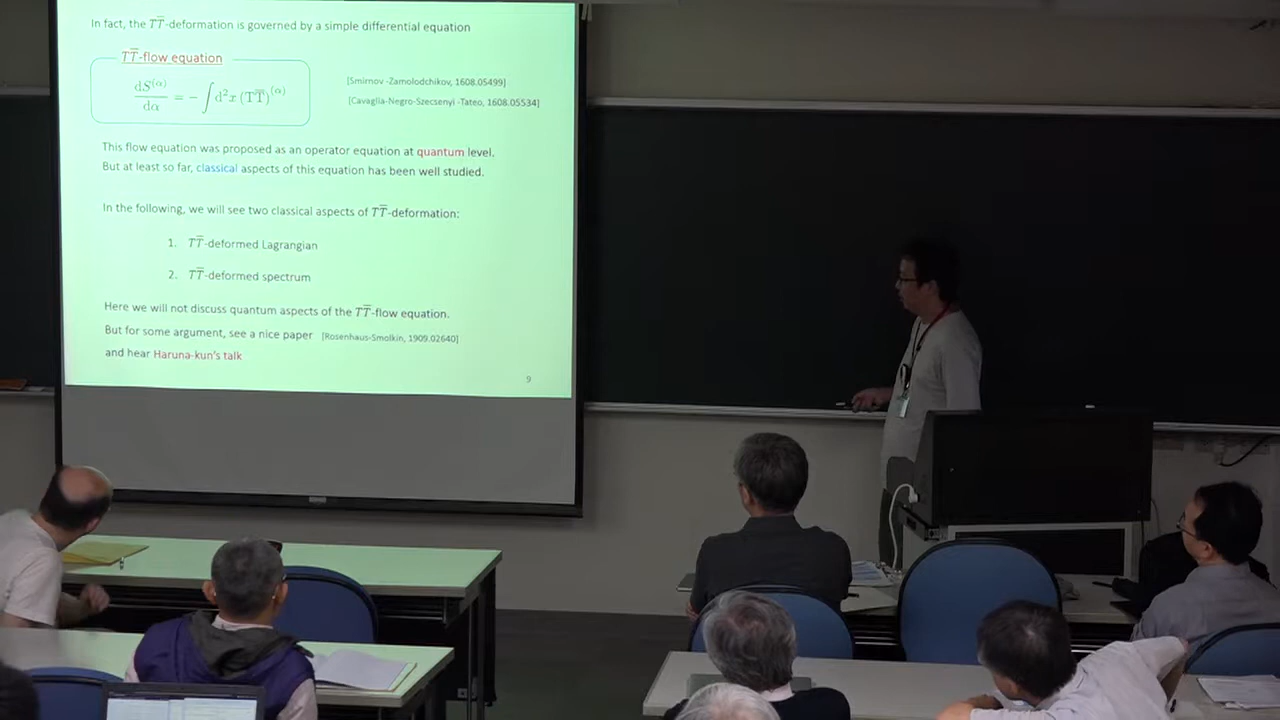 In fact, the TT̅-deformation is governed by a simple differential equation
TT̅-flow equation
dS^(α)/dα = − ∫ d²x (TT̅)^(α)
[Smirnov -Zamolodchikov, 1608.05499]
[Cavaglia-Negro-Szecsenyi -Tateo, 1608.05534]
This flow equation was proposed as an operator equation at quantum level.
But at least so far, classical aspects of this equation has been well studied.
In the following, we will see two classical aspects of TT̅-deformation:
1. TT̅-deformed Lagrangian
2. TT̅-deformed spectrum
Here we will not discuss quantum aspects of the TT̅-flow equation.
But for some argument, see a nice paper [Rosenhaus-Smolkin, 1909.02640]
and hear Haruna-kun's talk
9